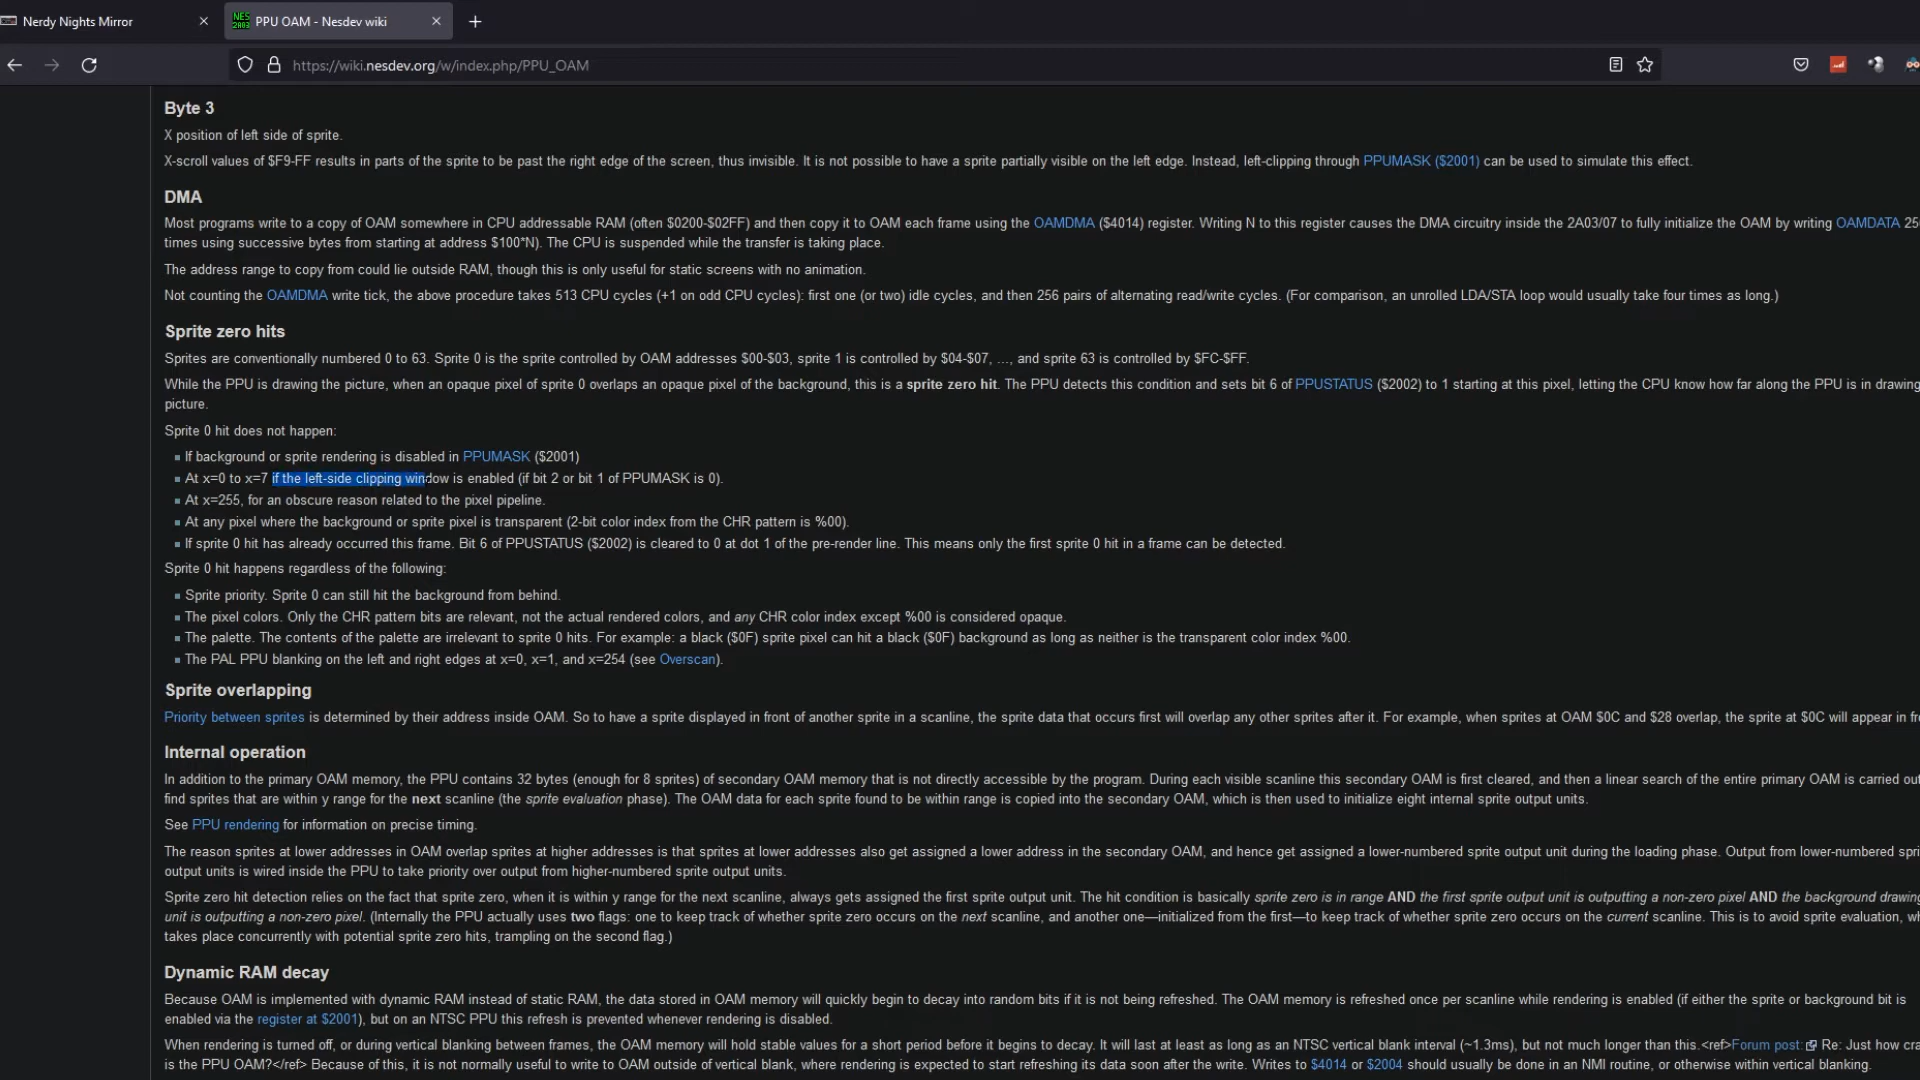 Nerdy Nights Mirror
PPU OAM - Nesdev wiki
https://wiki.nesdev.org/w/index.php/PPU_OAM
Byte 3
X position of left side of sprite.
X-scroll values of $F9-FF results in parts of the sprite to be past the right edge of the screen, thus invisible. It is not possible to have a sprite partially visible on the left edge. Instead, left-clipping through PPUMASK ($2001) can be used to simulate this effect.
DMA
Most programs write to a copy of OAM somewhere in CPU addressable RAM (often $0200-$02FF) and then copy it to OAM each frame using the OAMDMA ($4014) register. Writing N to this register causes the DMA circuitry inside the 2A03/07 to fully initialize the OAM by writing OAMDATA 25
times using successive bytes from starting at address $100*N). The CPU is suspended while the transfer is taking place.
The address range to copy from could lie outside RAM, though this is only useful for static screens with no animation.
Not counting the OAMDMA write tick, the above procedure takes 513 CPU cycles (+1 on odd CPU cycles): first one (or two) idle cycles, and then 256 pairs of alternating read/write cycles. (For comparison, an unrolled LDA/STA loop would usually take four times as long.)
Sprite zero hits
Sprites are conventionally numbered 0 to 63. Sprite 0 is the sprite controlled by OAM addresses $00-$03, sprite 1 is controlled by $04-$07, ..., and sprite 63 is controlled by $FC-$FF.
While the PPU is drawing the picture, when an opaque pixel of sprite 0 overlaps an opaque pixel of the background, this is a sprite zero hit. The PPU detects this condition and sets bit 6 of PPUSTATUS ($2002) to 1 starting at this pixel, letting the CPU know how far along the PPU is in drawing
picture.
Sprite 0 hit does not happen:
If background or sprite rendering is disabled in PPUMASK ($2001)
At x=0 to x=7 if the left-side clipping window is enabled (if bit 2 or bit 1 of PPUMASK is 0).
At x=255, for an obscure reason related to the pixel pipeline.
At any pixel where the background or sprite pixel is transparent (2-bit color index from the CHR pattern is %00).
If sprite 0 hit has already occurred this frame. Bit 6 of PPUSTATUS ($2002) is cleared to 0 at dot 1 of the pre-render line. This means only the first sprite 0 hit in a frame can be detected.
Sprite 0 hit happens regardless of the following:
Sprite priority. Sprite 0 can still hit the background from behind.
The pixel colors. Only the CHR pattern bits are relevant, not the actual rendered colors, and any CHR color index except %00 is considered opaque.
The palette. The contents of the palette are irrelevant to sprite 0 hits. For example: a black ($0F) sprite pixel can hit a black ($0F) background as long as neither is the transparent color index %00.
The PAL PPU blanking on the left and right edges at x=0, x=1, and x=254 (see Overscan).
Sprite overlapping
Priority between sprites is determined by their address inside OAM. So to have a sprite displayed in front of another sprite in a scanline, the sprite data that occurs first will overlap any other sprites after it. For example, when sprites at OAM $0C and $28 overlap, the sprite at $0C will appear in fr
Internal operation
In addition to the primary OAM memory, the PPU contains 32 bytes (enough for 8 sprites) of secondary OAM memory that is not directly accessible by the program. During each visible scanline this secondary OAM is first cleared, and then a linear search of the entire primary OAM is carried ou
find sprites that are within y range for the next scanline (the sprite evaluation phase). The OAM data for each sprite found to be within range is copied into the secondary OAM, which is then used to initialize eight internal sprite output units.
See PPU rendering for information on precise timing.
The reason sprites at lower addresses in OAM overlap sprites at higher addresses is that sprites at lower addresses also get assigned a lower address in the secondary OAM, and hence get assigned a lower-numbered sprite output unit during the loading phase. Output from lower-numbered spri
output units is wired inside the PPU to take priority over output from higher-numbered sprite output units.
Sprite zero hit detection relies on the fact that sprite zero, when it is within y range for the next scanline, always gets assigned the first sprite output unit. The hit condition is basically sprite zero is in range AND the first sprite output unit is outputting a non-zero pixel AND the background drawing
unit is outputting a non-zero pixel. (Internally the PPU actually uses two flags: one to keep track of whether sprite zero occurs on the next scanline, and another one—initialized from the first—to keep track of whether sprite zero occurs on the current scanline. This is to avoid sprite evaluation, wh
takes place concurrently with potential sprite zero hits, trampling on the second flag.)
Dynamic RAM decay
Because OAM is implemented with dynamic RAM instead of static RAM, the data stored in OAM memory will quickly begin to decay into random bits if it is not being refreshed. The OAM memory is refreshed once per scanline while rendering is enabled (if either the sprite or background bit is
enabled via the register at $2001), but on an NTSC PPU this refresh is prevented whenever rendering is disabled.
When rendering is turned off, or during vertical blanking between frames, the OAM memory will hold stable values for a short period before it begins to decay. It will last at least as long as an NTSC vertical blank interval (~1.3ms), but not much longer than this.<ref>Forum post: Re: Just how cra
is the PPU OAM?</ref> Because of this, it is not normally useful to write to OAM outside of vertical blank, where rendering is expected to start refreshing its data soon after the write. Writes to $4014 or $2004 should usually be done in an NMI routine, or otherwise within vertical blanking.